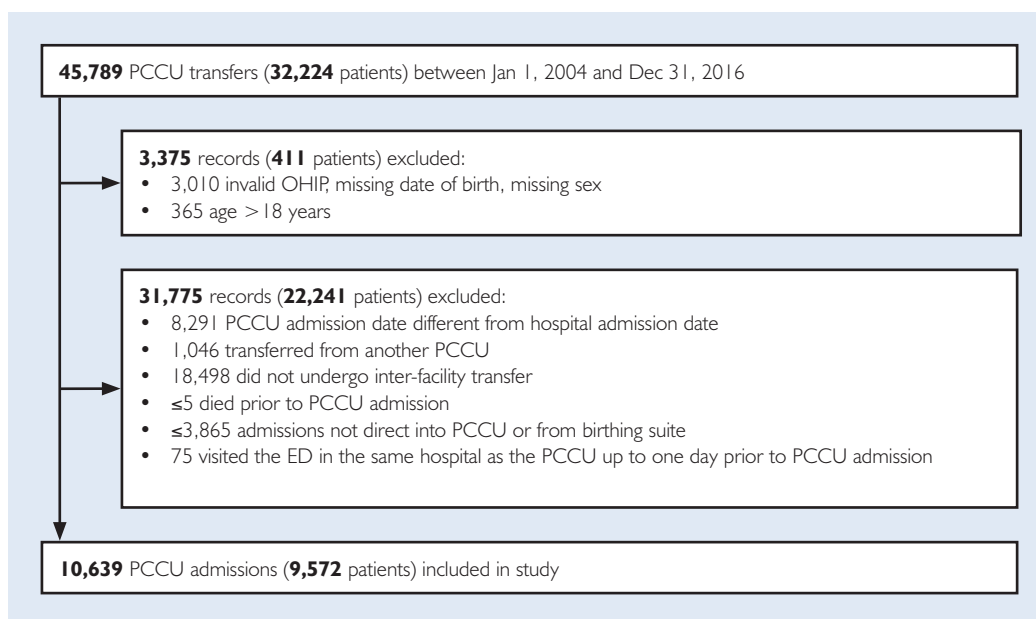 45,789 PCCU transfers (32,224 patients) between Jan 1, 2004 and Dec 31, 2016
3,375 records (411 patients) excluded:
• 3,010 invalid OHIP, missing date of birth, missing sex
• 365 age >18 years
31,775 records (22,241 patients) excluded:
• 8,291 PCCU admission date different from hospital admission date
• 1,046 transferred from another PCCU
• 18,498 did not undergo inter-facility transfer
• ≤5 died prior to PCCU admission
• ≤3,865 admissions not direct into PCCU or from birthing suite
• 75 visited the ED in the same hospital as the PCCU up to one day prior to PCCU admission
10,639 PCCU admissions (9,572 patients) included in study